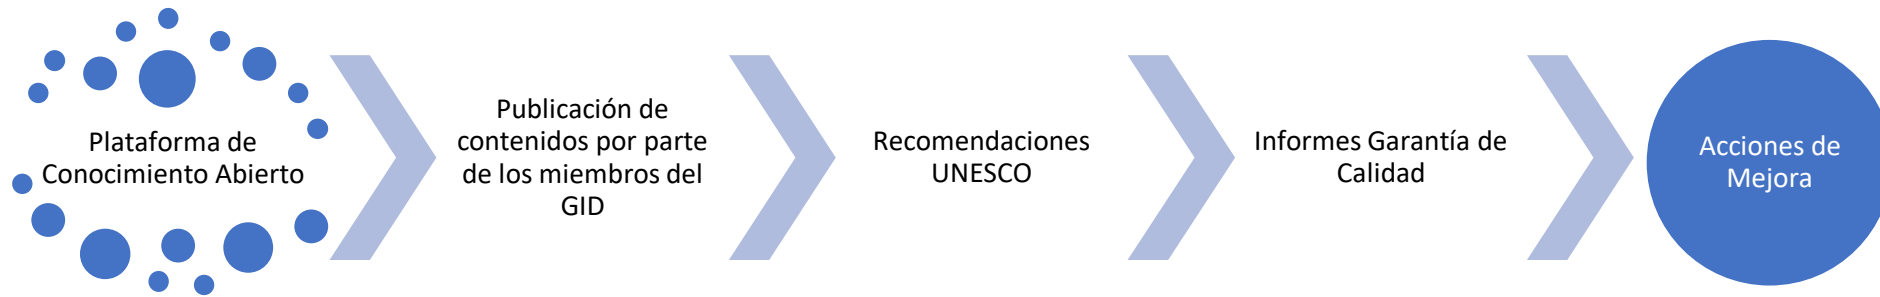 Plataforma de
Conocimiento Abierto
Publicación de
contenidos por parte
de los miembros del
GID
Recomendaciones
UNESCO
Informes Garantía de
Calidad
Acciones de
Mejora